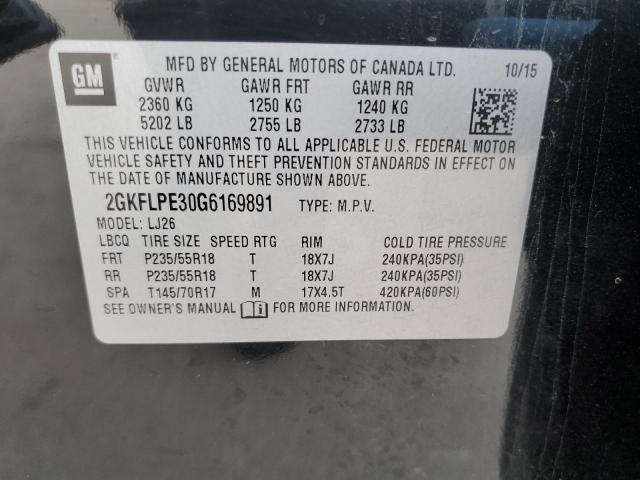 GM
MFD BY GENERAL MOTORS OF CANADA LTD. 10/15
GVWR GAWR FRT GAWR RR
2360 KG 1250 KG 1240 KG
5202 LB 2755 LB 2733 LB
THIS VEHICLE CONFORMS TO ALL APPLICABLE U.S. FEDERAL MOTOR
VEHICLE SAFETY AND THEFT PREVENTION STANDARDS IN EFFECT ON
THE DATE OF MANUFACTURE SHOWN ABOVE.
2GKFLPE30G6169891 TYPE: M.P.V.
MODEL: LJ26
LBCQ TIRE SIZE SPEED RTG RIM COLD TIRE PRESSURE
FRT P235/55R18 T 18X7J 240KPA(35PSI)
RR P235/55R18 T 18X7J 240KPA(35PSI)
SPA T145/70R17 M 17X4.5T 420KPA(60PSI)
SEE OWNER'S MANUAL FOR MORE INFORMATION.